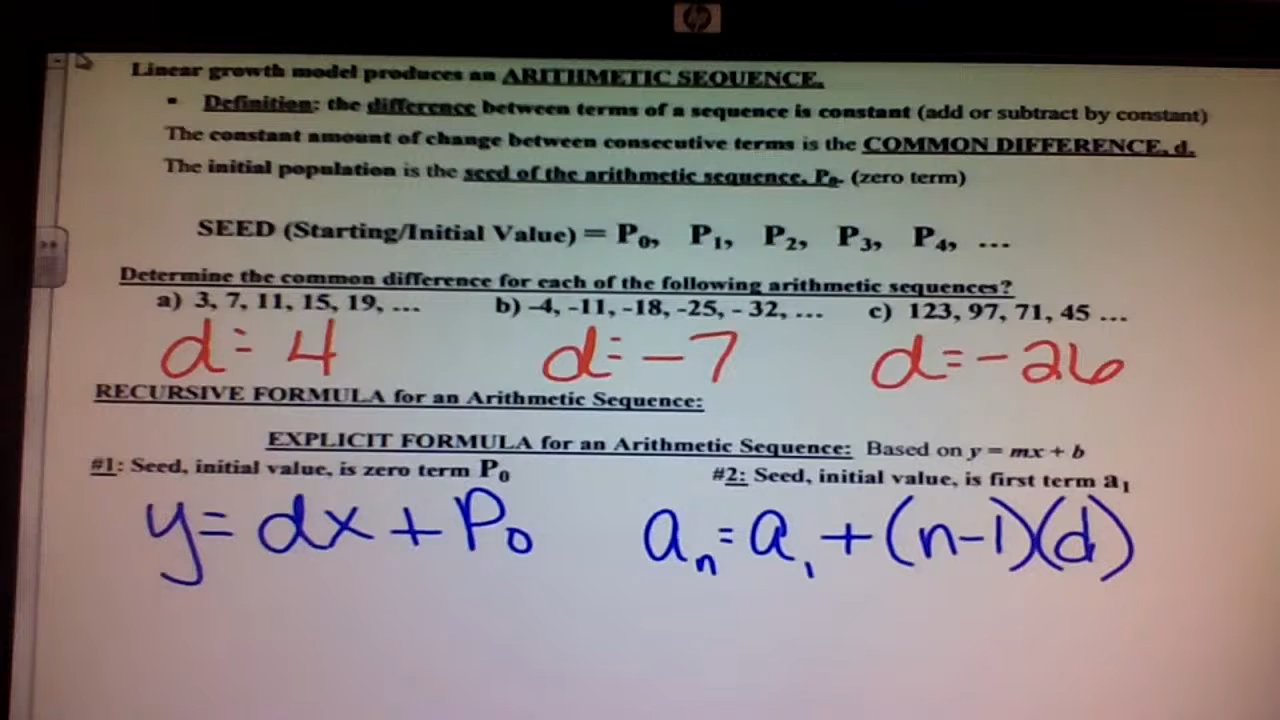 hp
Linear growth model produces an ARITHMETIC SEQUENCE.
▪ Definition: the difference between terms of a sequence is constant (add or subtract by constant)
The constant amount of change between consecutive terms is the COMMON DIFFERENCE, d.
The initial population is the seed of the arithmetic sequence, P₀. (zero term)
SEED (Starting/Initial Value) = P₀, P₁, P₂, P₃, P₄, ...
Determine the common difference for each of the following arithmetic sequences?
a) 3, 7, 11, 15, 19, ... b) -4, -11, -18, -25, - 32, ... c) 123, 97, 71, 45 ...
d = 4 d = -7 d = -26
RECURSIVE FORMULA for an Arithmetic Sequence:
EXPLICIT FORMULA for an Arithmetic Sequence: Based on y = mx + b
#1: Seed, initial value, is zero term P₀ #2: Seed, initial value, is first term a₁
y = dx + P₀ aₙ = a₁ + (n-1)(d)